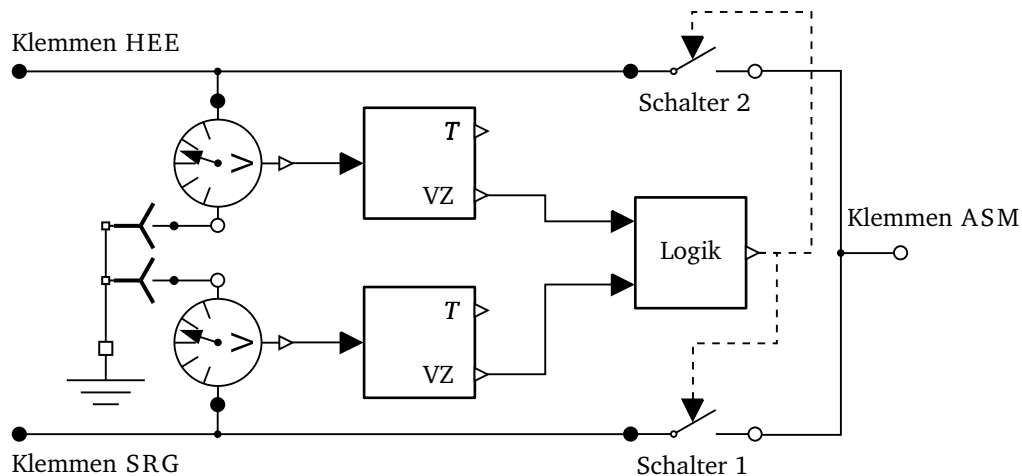 Klemmen HEE
Schalter 2
T
V
VZ
Klemmen ASM
Logik
T
V
VZ
Klemmen SRG
Schalter 1